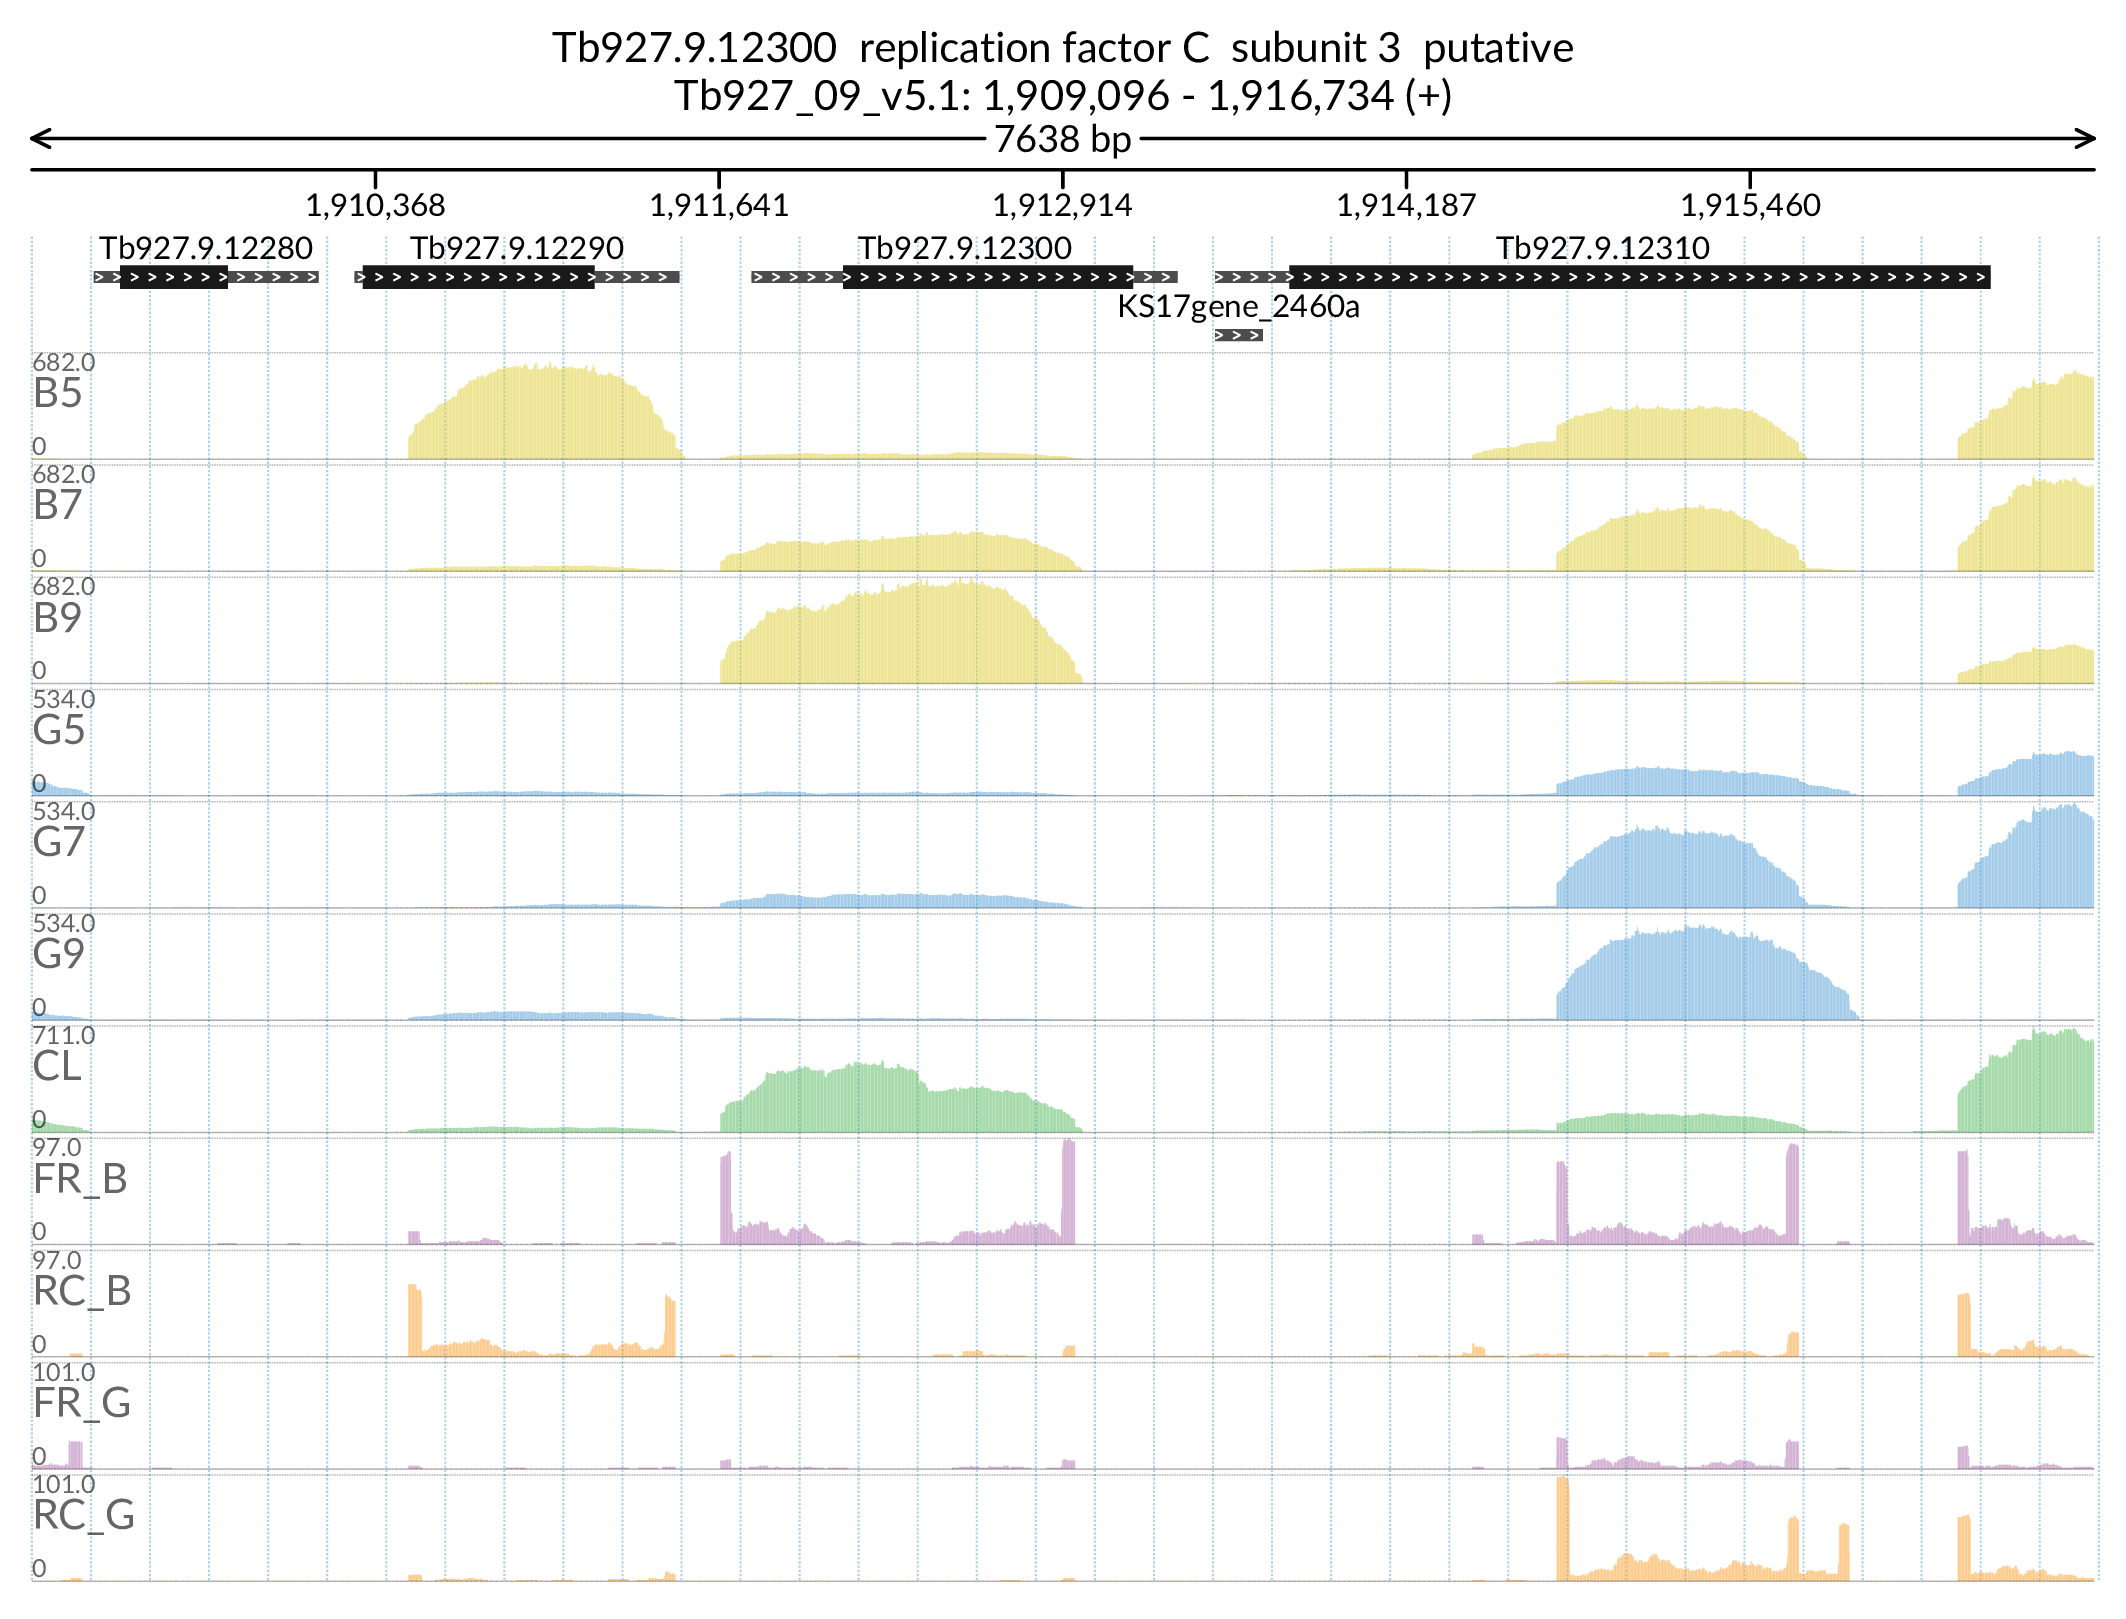 Tb927.9.12300  replication factor C  subunit 3  putative
Tb927_09_v5.1: 1,909,096 - 1,916,734 (+)
7638 bp
1,910,368 1,911,641 1,912,914 1,914,187 1,915,460
Tb927.9.12280 Tb927.9.12290 Tb927.9.12300 Tb927.9.12310
KS17gene_2460a
682.0
B5
0
682.0
B7
0
682.0
B9
0
534.0
G5
0
534.0
G7
0
534.0
G9
0
711.0
CL
0
97.0
FR_B
0
97.0
RC_B
0
101.0
FR_G
0
101.0
RC_G
0